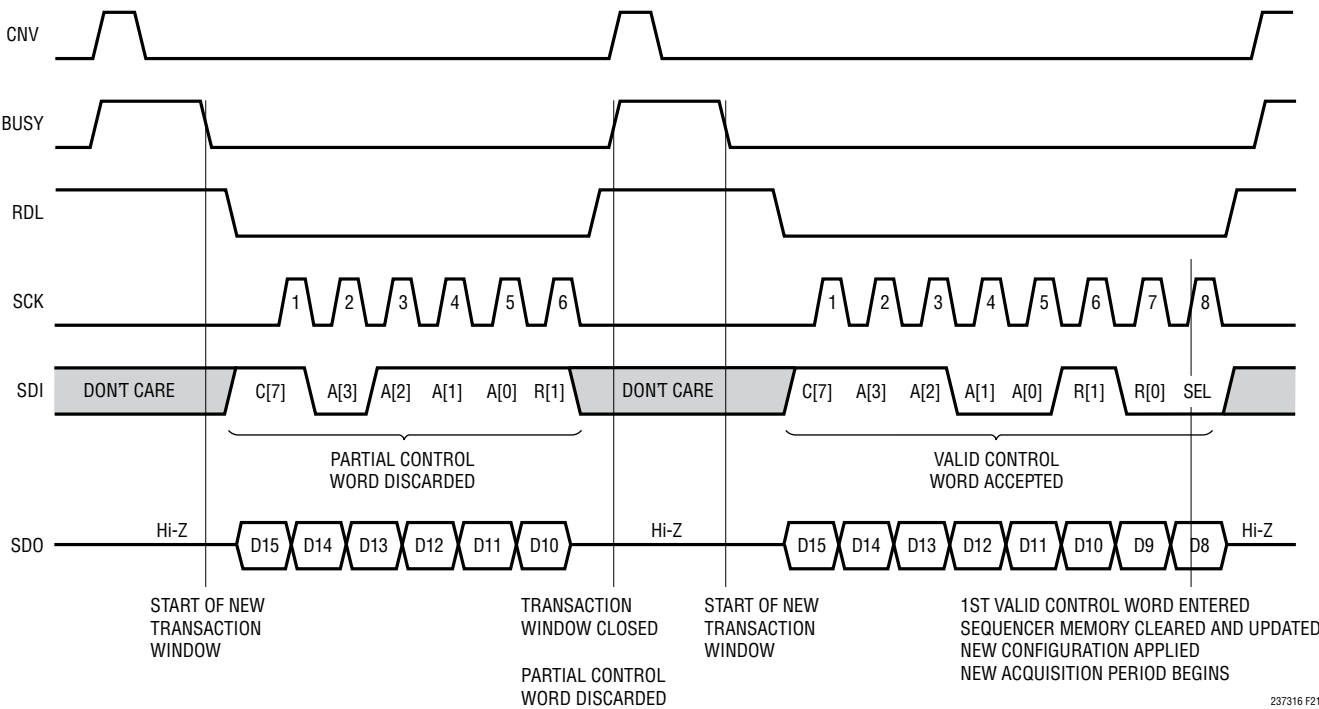 CNV
BUSY
RDL
SCK
1 2 3 4 5 6 1 2 3 4 5 6 7 8
SDI
DON'T CARE C[7] A[3] A[2] A[1] A[0] R[1] DON'T CARE C[7] A[3] A[2] A[1] A[0] R[1] R[0] SEL
PARTIAL CONTROL
WORD DISCARDED
VALID CONTROL
WORD ACCEPTED
SDO
Hi-Z D15 D14 D13 D12 D11 D10 Hi-Z D15 D14 D13 D12 D11 D10 D9 D8 Hi-Z
START OF NEW
TRANSACTION
WINDOW
TRANSACTION
WINDOW CLOSED
PARTIAL CONTROL
WORD DISCARDED
START OF NEW
TRANSACTION
WINDOW
1ST VALID CONTROL WORD ENTERED
SEQUENCER MEMORY CLEARED AND UPDATED
NEW CONFIGURATION APPLIED
NEW ACQUISITION PERIOD BEGINS
237316 F21